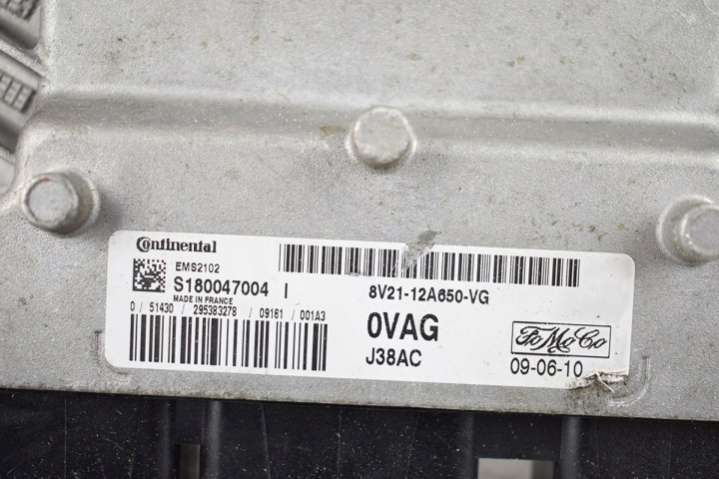 Continental
EMS2102
S180047004 I
MADE IN FRANCE
0 / 51430 / 295383278 / 09161 / 001A3
8V21-12A650-VG
0VAG
J38AC
FoMoCo
09-06-10